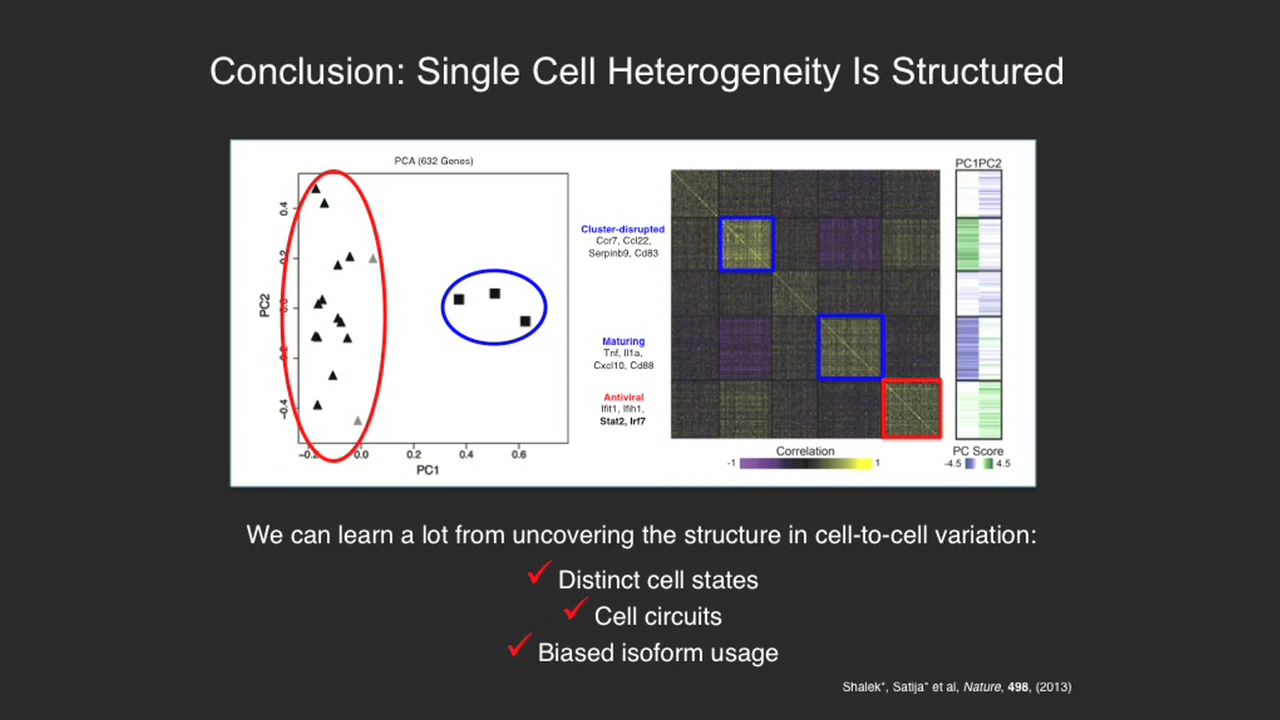 Conclusion: Single Cell Heterogeneity Is Structured
PCA (632 Genes)
PC2
0.4
0.2
0.0
-0.2
-0.4
-0.2 0.0 0.2 0.4 0.6
PC1
Cluster-disrupted
Ccr7, Ccl22,
Serpinb9, Cd83
Maturing
Tnf, Il1a,
Cxcl10, Cd88
Antiviral
Ifit1, Ifih1,
Stat2, Irf7
PC1PC2
Correlation
-1 1
PC Score
-4.5 4.5
We can learn a lot from uncovering the structure in cell-to-cell variation:
✓ Distinct cell states
✓ Cell circuits
✓ Biased isoform usage
Shalek*, Satija* et al, Nature, 498, (2013)